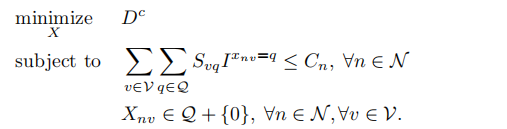 minimize D^c
X
subject to ∑_{v∈𝒱} ∑_{q∈𝒬} S_{vq} I^{x_{nv}=q} ≤ C_n, ∀n ∈ 𝒩
X_{nv} ∈ 𝒬 + {0}, ∀n ∈ 𝒩, ∀v ∈ 𝒱.